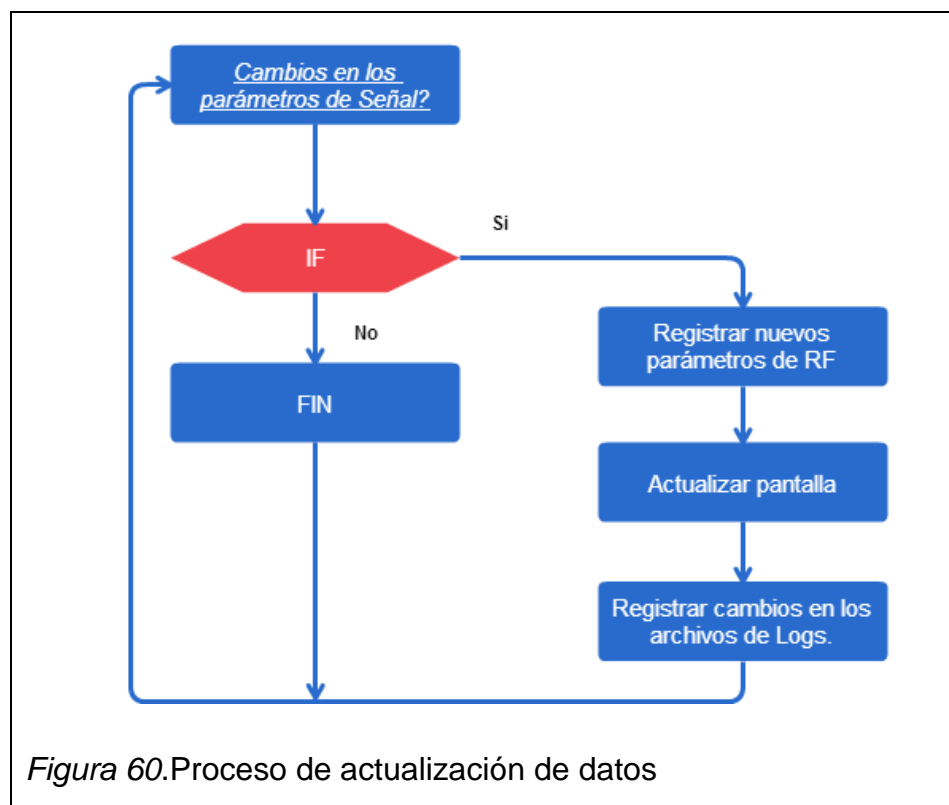 Cambios en los
parámetros de Señal?
IF
Si
No
Registrar nuevos
parámetros de RF
FIN
Actualizar pantalla
Registrar cambios en los
archivos de Logs.
Figura 60.Proceso de actualización de datos